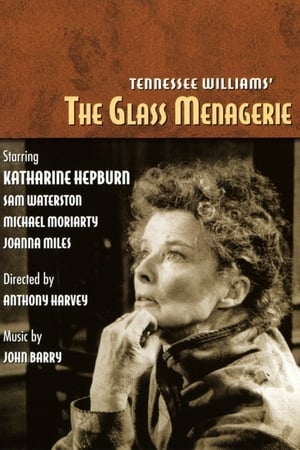 TENNESSEE WILLIAMS'
THE GLASS MENAGERIE
Starring
KATHARINE HEPBURN
SAM WATERSTON
MICHAEL MORIARTY
JOANNA MILES
Directed by
ANTHONY HARVEY
Music by
JOHN BARRY